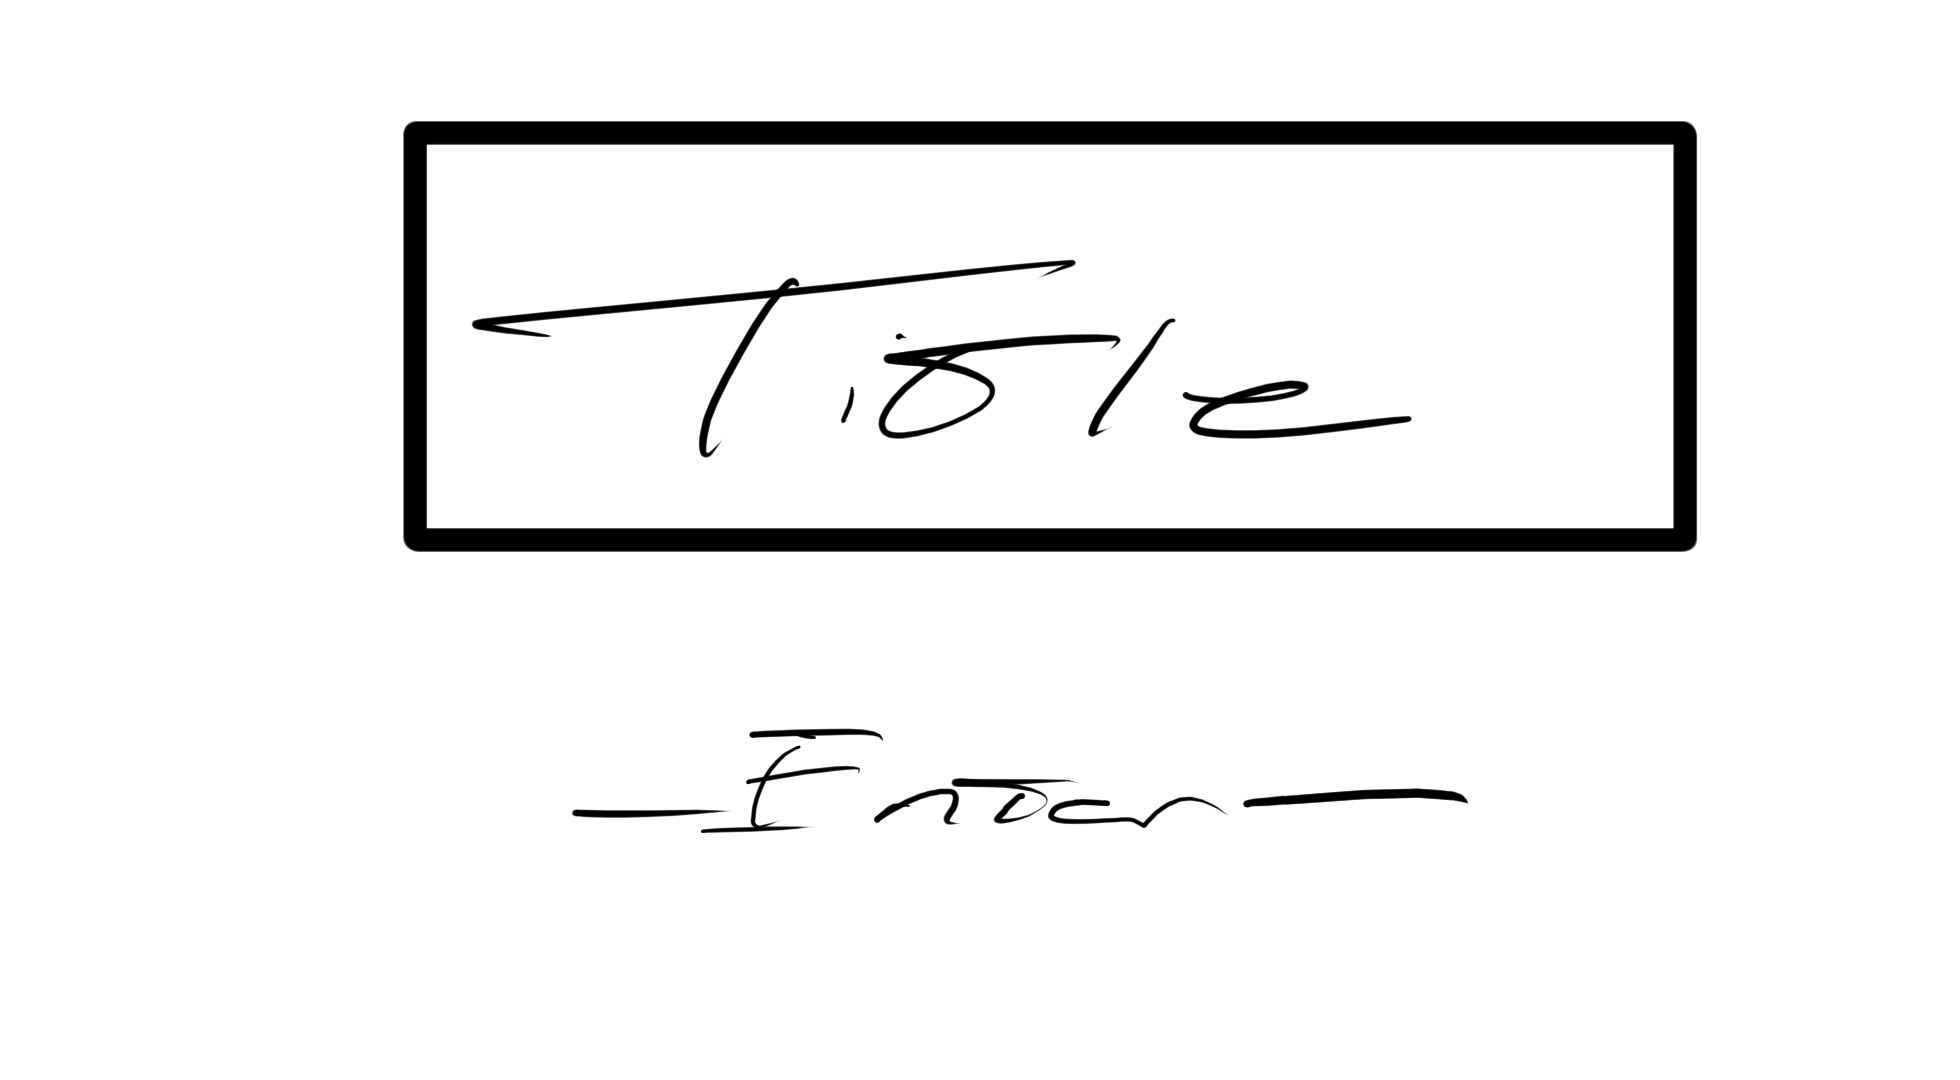 Title
— Enter —